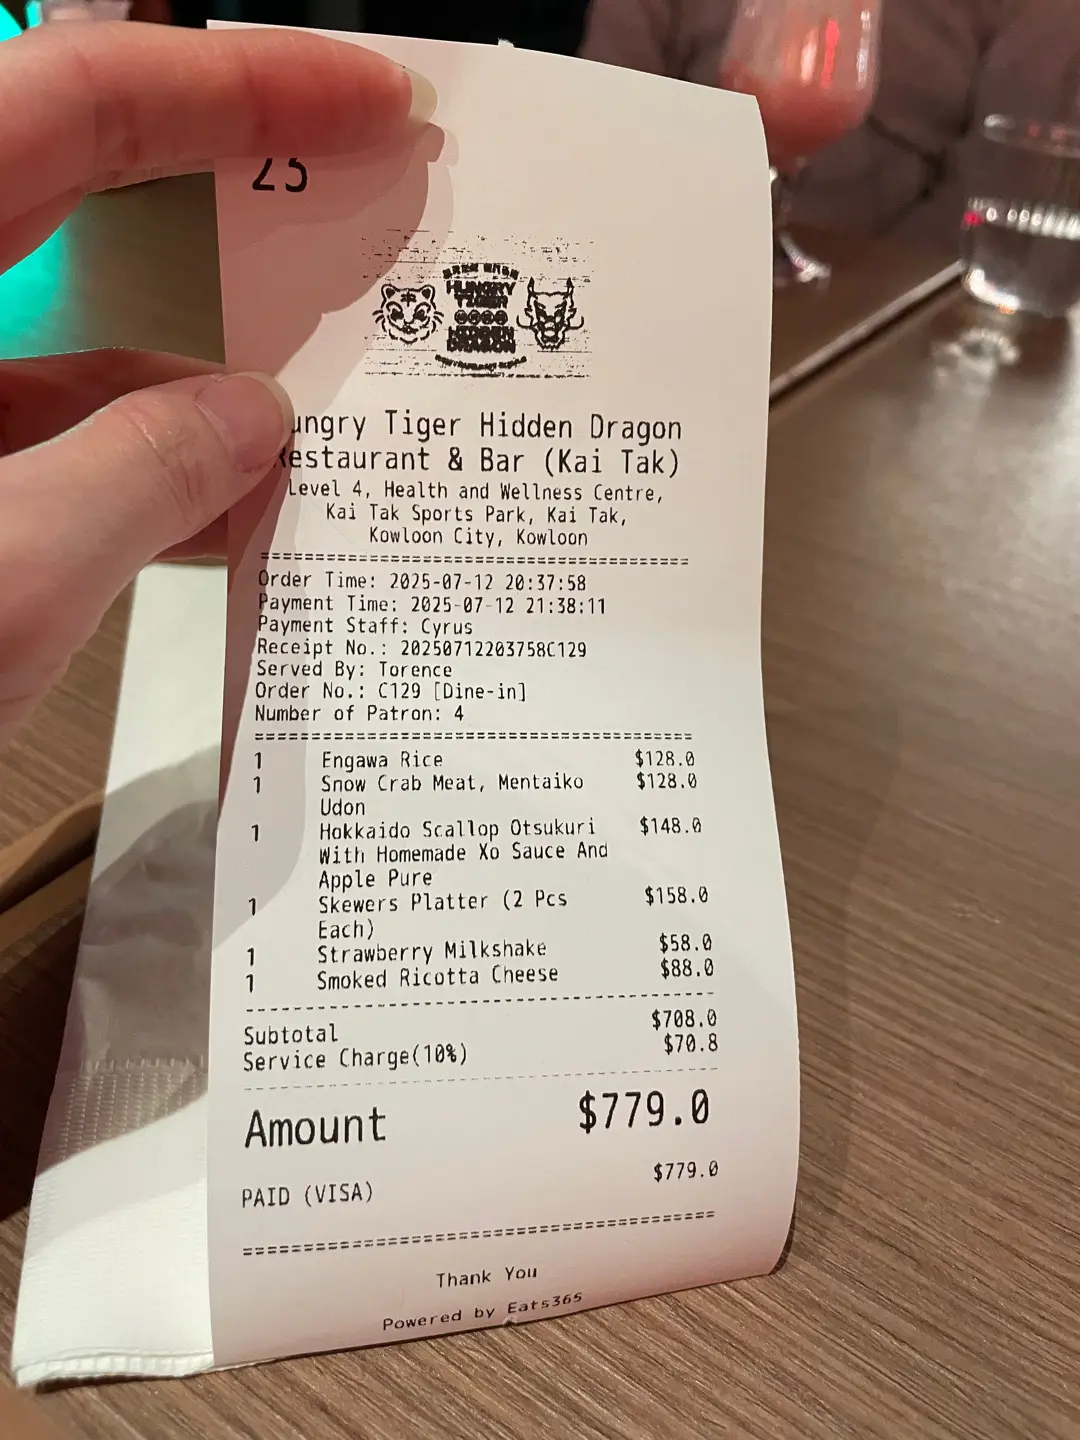 25
HUNGRY
TIGER
HIDDEN
DRAGON
ungry Tiger Hidden Dragon
Restaurant & Bar (Kai Tak)
Level 4, Health and Wellness Centre,
Kai Tak Sports Park, Kai Tak,
Kowloon City, Kowloon
Order Time: 2025-07-12 20:37:58
Payment Time: 2025-07-12 21:38:11
Payment Staff: Cyrus
Receipt No.: 20250712203758C129
Served By: Torence
Order No.: C129 [Dine-in]
Number of Patron: 4
1 Engawa Rice $128.0
1 Snow Crab Meat, Mentaiko $128.0
Udon
1 Hokkaido Scallop Otsukuri $148.0
With Homemade Xo Sauce And
Apple Pure
1 Skewers Platter (2 Pcs $158.0
Each)
1 Strawberry Milkshake $58.0
1 Smoked Ricotta Cheese $88.0
Subtotal $708.0
Service Charge(10%) $70.8
Amount $779.0
PAID (VISA) $779.0
Thank You
Powered by Eats365